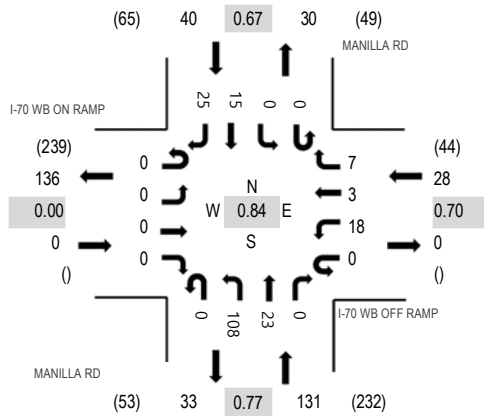 (65) 40 0.67 30 (49)
MANILLA RD
25 15 0 0
I-70 WB ON RAMP
(239)
136
0.00
0
()
0
0
0
0
N
W 0.84 E
S
7
3
18
0
(44)
28
0.70
0
()
0 108 23 0
I-70 WB OFF RAMP
MANILLA RD
(53) 33 0.77 131 (232)